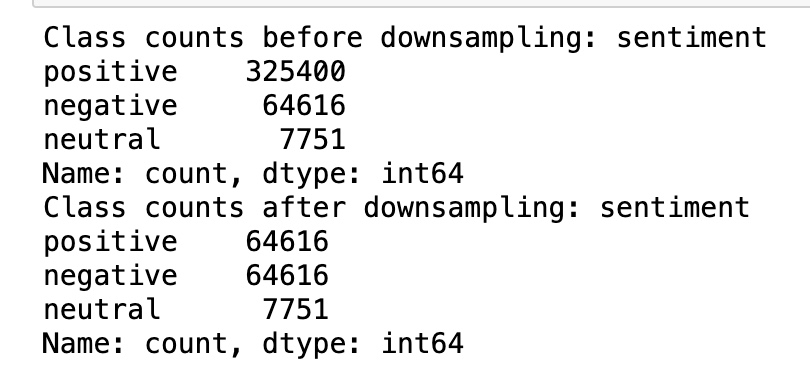 Class counts before downsampling: sentiment
positive    325400
negative     64616
neutral       7751
Name: count, dtype: int64
Class counts after downsampling: sentiment
positive    64616
negative    64616
neutral      7751
Name: count, dtype: int64